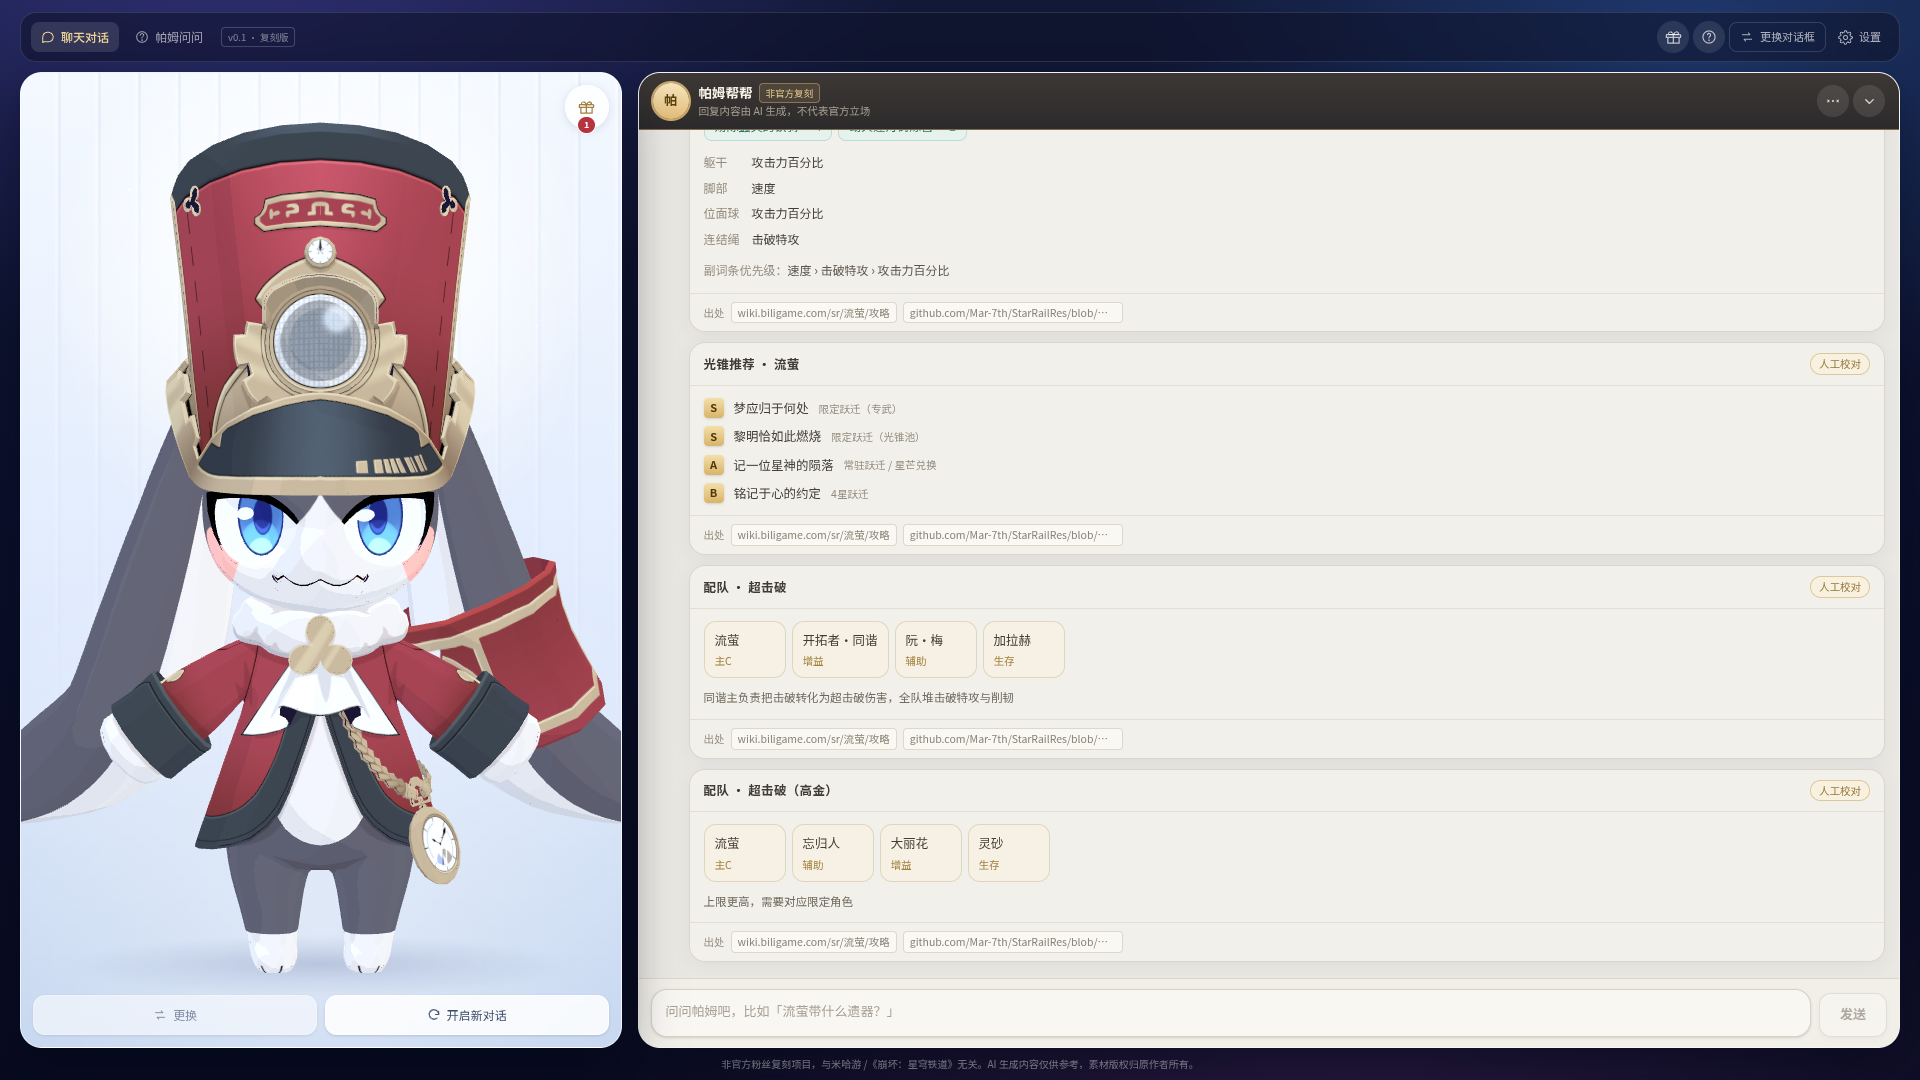 聊天对话
帕姆问问
v0.1 · 复刻版
更换对话框
设置
1
更换
开启新对话
帕
帕姆帮帮
非官方复刻
回复内容由 AI 生成，不代表官方立场
躯干 攻击力百分比
脚部 速度
位面球 攻击力百分比
连结绳 击破特攻
副词条优先级：速度 › 击破特攻 › 攻击力百分比
出处 wiki.biligame.com/sr/流萤/攻略 github.com/Mar-7th/StarRailRes/blob/…
光锥推荐 · 流萤
人工校对
S 梦应归于何处 限定跃迁（专武）
S 黎明恰如此燃烧 限定跃迁（光锥池）
A 记一位星神的陨落 常驻跃迁 / 星芒兑换
B 铭记于心的约定 4星跃迁
出处 wiki.biligame.com/sr/流萤/攻略 github.com/Mar-7th/StarRailRes/blob/…
配队 · 超击破
人工校对
流萤 开拓者·同谐 阮·梅 加拉赫
主C 增益 辅助 生存
同谐主负责把击破转化为超击破伤害，全队堆击破特攻与削韧
出处 wiki.biligame.com/sr/流萤/攻略 github.com/Mar-7th/StarRailRes/blob/…
配队 · 超击破（高金）
人工校对
流萤 忘归人 大丽花 灵砂
主C 辅助 增益 生存
上限更高，需要对应限定角色
出处 wiki.biligame.com/sr/流萤/攻略 github.com/Mar-7th/StarRailRes/blob/…
问问帕姆吧，比如「流萤带什么遗器？」
发送
非官方粉丝复刻项目，与米哈游 /《崩坏：星穹铁道》无关。AI 生成内容仅供参考，素材版权归原作者所有。